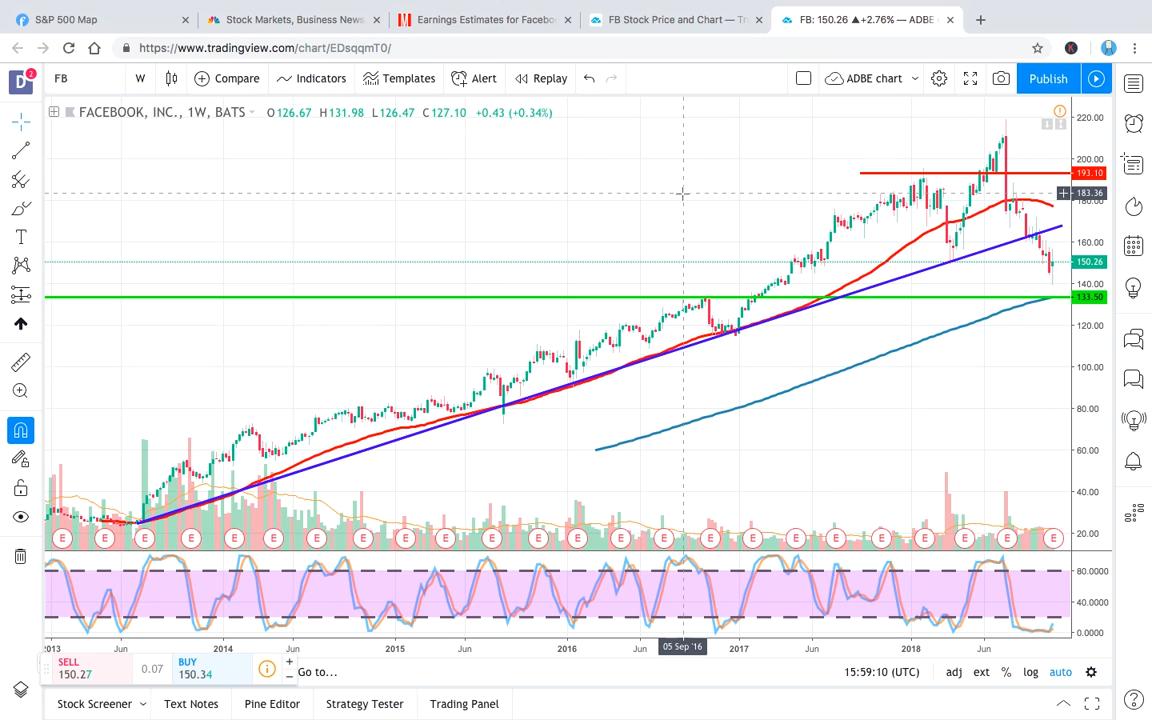 S&P 500 Map
Stock Markets, Business News
Earnings Estimates for Facebo
FB Stock Price and Chart — Tr
FB: 150.26 ▲+2.76% — ADBE
https://www.tradingview.com/chart/EDsqqmT0/
K
D 2
FB
W
Compare
Indicators
Templates
Alert
Replay
ADBE chart
Publish
FACEBOOK, INC., 1W, BATS
O126.67 H131.98 L126.47 C127.10 +0.43 (+0.34%)
220.00
200.00
193.10
183.36
180.00
160.00
150.26
140.00
133.50
120.00
100.00
80.00
60.00
40.00
20.00
E E E E E E E E E E E E E E E E E E E E E E E E
80.0000
40.0000
0.0000
2013 Jun 2014 Jun 2015 Jun 2016 Jun 05 Sep '16 2017 Jun 2018 Jun
SELL
150.27
0.07
BUY
150.34
Go to...
15:59:10 (UTC)
adj ext % log auto
Stock Screener
Text Notes
Pine Editor
Strategy Tester
Trading Panel